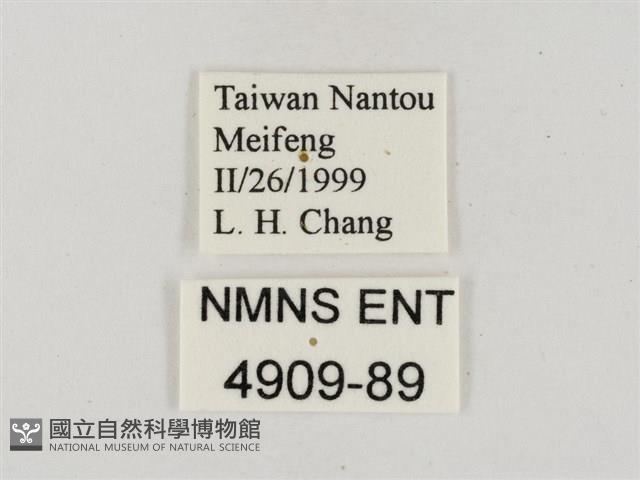 Taiwan Nantou
Meifeng
II/26/1999
L. H. Chang
NMNS ENT
4909-89
國立自然科學博物館
NATIONAL MUSEUM OF NATURAL SCIENCE